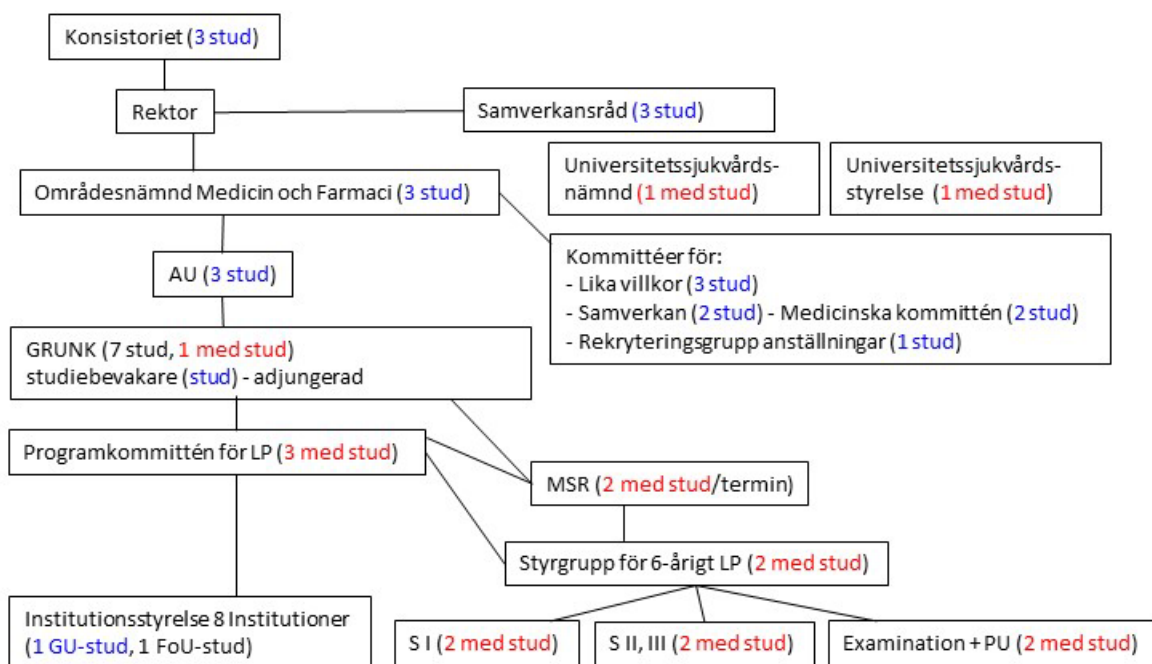 Konsistoriet (3 stud)
Rektor
Samverkansråd (3 stud)
Universitetssjukvårds-
nämnd (1 med stud)
Universitetssjukvårds-
styrelse (1 med stud)
Områdesnämnd Medicin och Farmaci (3 stud)
Kommittéer för:
- Lika villkor (3 stud)
- Samverkan (2 stud) - Medicinska kommittén (2 stud)
- Rekryteringsgrupp anställningar (1 stud)
AU (3 stud)
GRUNK (7 stud, 1 med stud)
studiebevakare (stud) - adjungerad
Programkommittén för LP (3 med stud)
MSR (2 med stud/termin)
Styrgrupp för 6-årigt LP (2 med stud)
Institutionsstyrelse 8 Institutioner
(1 GU-stud, 1 FoU-stud)
S I (2 med stud)
S II, III (2 med stud)
Examination + PU (2 med stud)